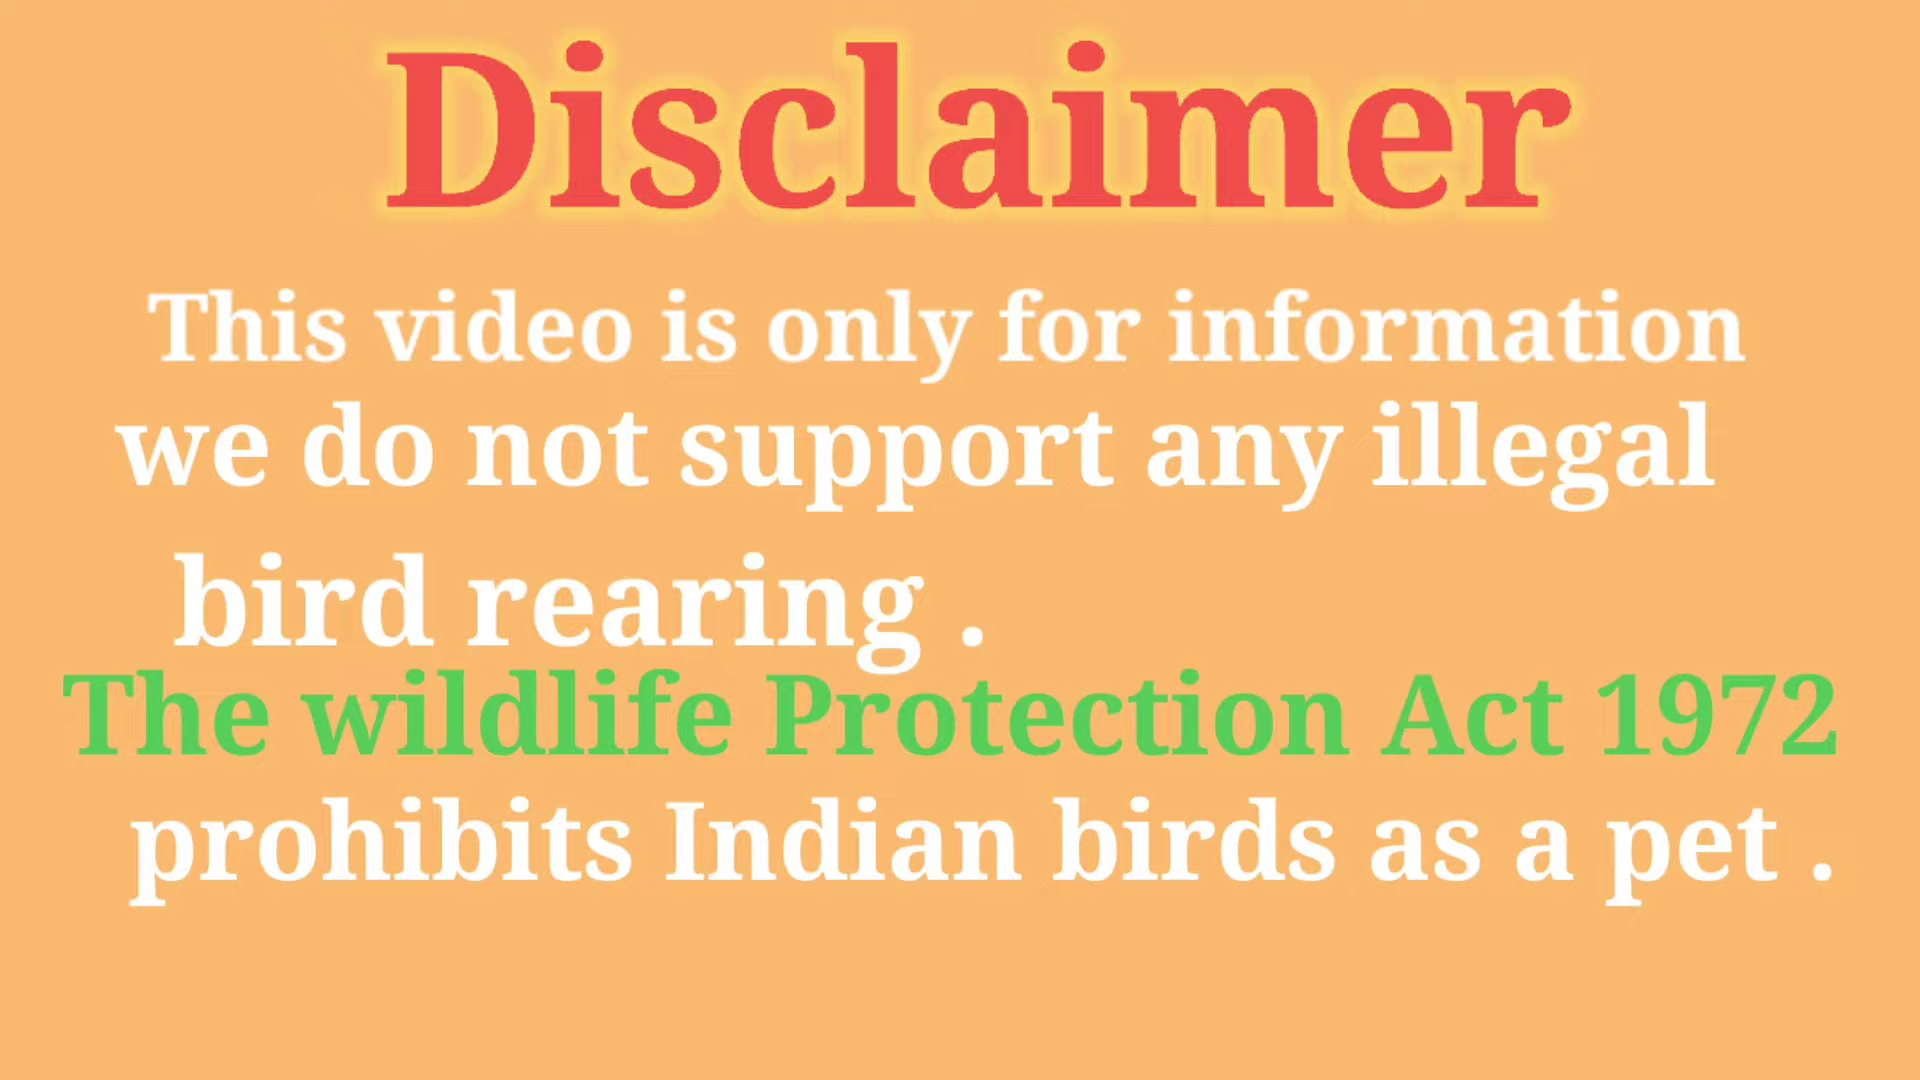 Disclaimer
This video is only for information
we do not support any illegal
bird rearing .
The wildlife Protection Act 1972
prohibits Indian birds as a pet .